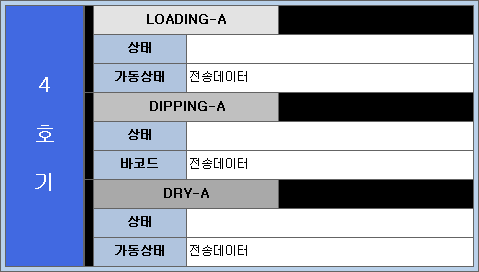 4
호
기
LOADING-A
상태
가동상태 전송데이터
DIPPING-A
상태
바코드 전송데이터
DRY-A
상태
가동상태 전송데이터